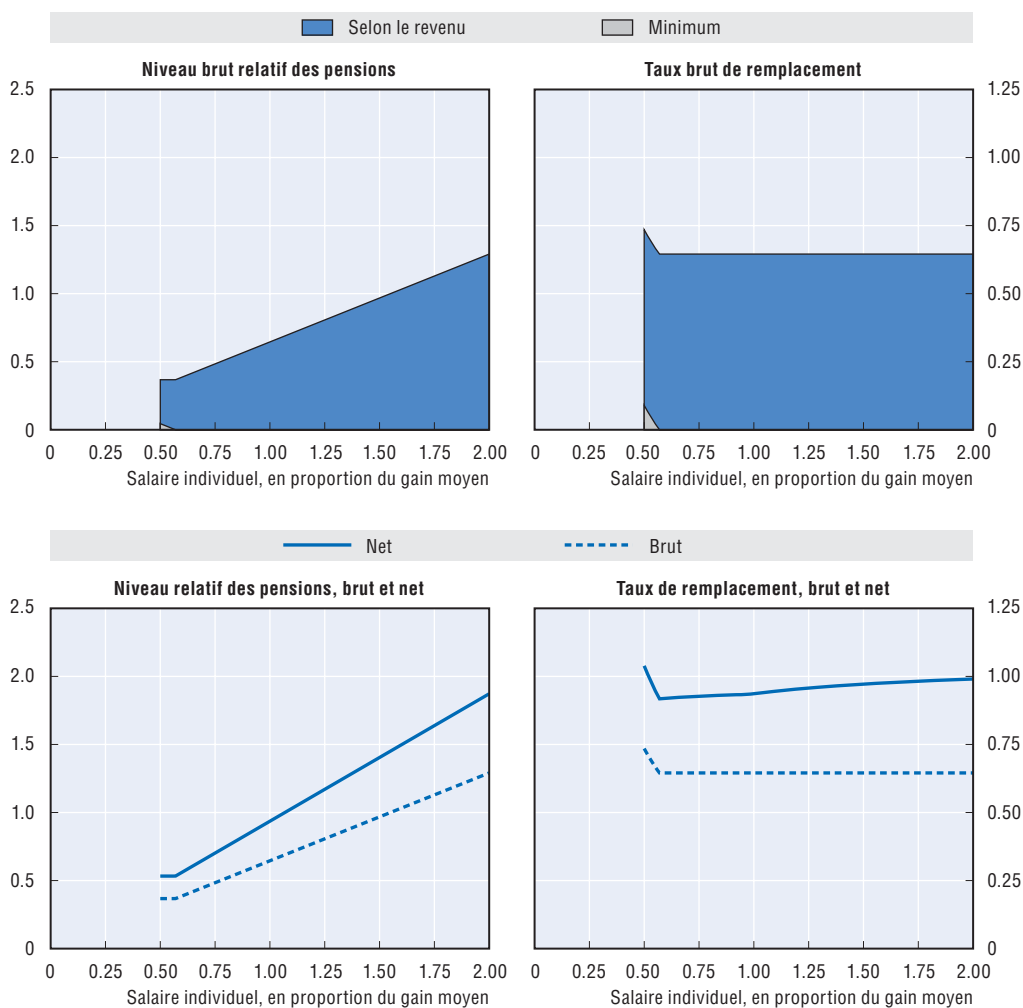 Selon le revenu Minimum
Niveau brut relatif des pensions
Taux brut de remplacement
2.5
2.0
1.5
1.0
0.5
0
0 0.25 0.50 0.75 1.00 1.25 1.50 1.75 2.00
Salaire individuel, en proportion du gain moyen
1.25
1.00
0.75
0.50
0.25
0
0 0.25 0.50 0.75 1.00 1.25 1.50 1.75 2.00
Salaire individuel, en proportion du gain moyen
Net Brut
Niveau relatif des pensions, brut et net
Taux de remplacement, brut et net
2.5
2.0
1.5
1.0
0.5
0
0 0.25 0.50 0.75 1.00 1.25 1.50 1.75 2.00
Salaire individuel, en proportion du gain moyen
1.25
1.00
0.75
0.50
0.25
0
0 0.25 0.50 0.75 1.00 1.25 1.50 1.75 2.00
Salaire individuel, en proportion du gain moyen